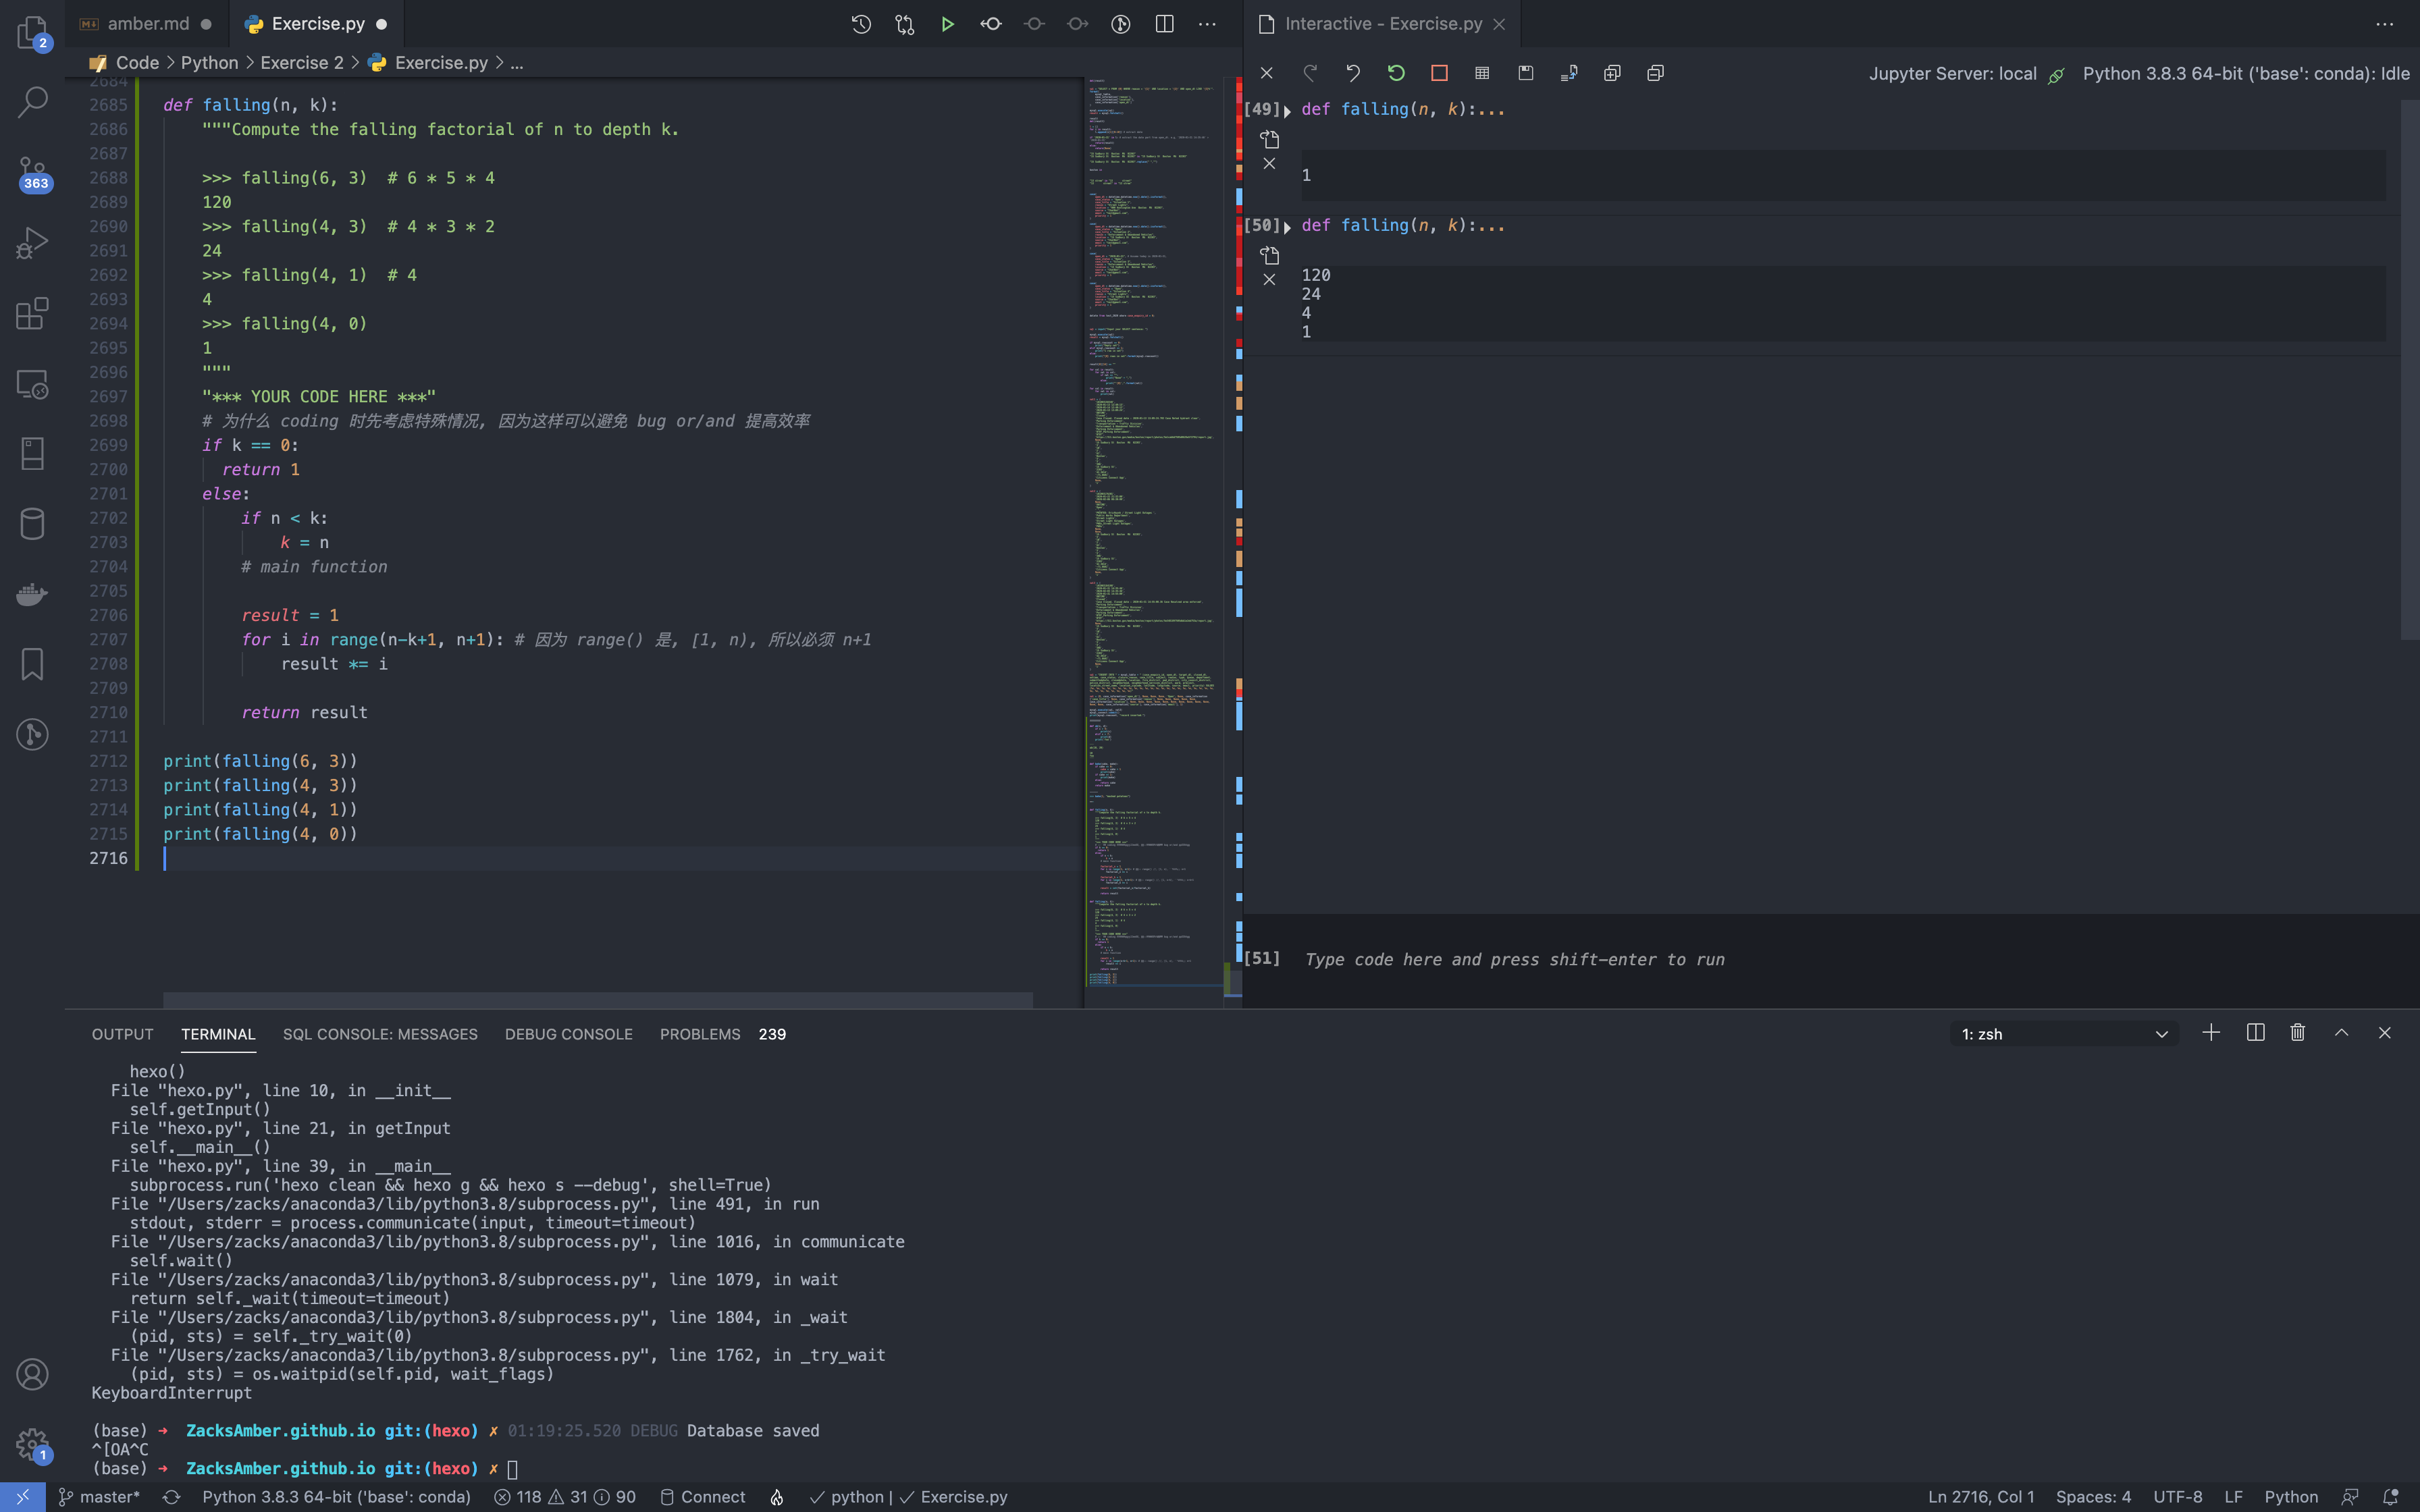 2
amber.md
Exercise.py
Interactive - Exercise.py
Code > Python > Exercise 2 > Exercise.py > ...
Jupyter Server: local
Python 3.8.3 64-bit ('base': conda): Idle
363
1
2684
2685 def falling(n, k):
2686 """Compute the falling factorial of n to depth k.
2687
2688 >>> falling(6, 3)  # 6 * 5 * 4
2689 120
2690 >>> falling(4, 3)  # 4 * 3 * 2
2691 24
2692 >>> falling(4, 1)  # 4
2693 4
2694 >>> falling(4, 0)
2695 1
2696 """
2697 "*** YOUR CODE HERE ***"
2698 # 为什么 coding 时先考虑特殊情况, 因为这样可以避免 bug or/and 提高效率
2699 if k == 0:
2700 return 1
2701 else:
2702 if n < k:
2703 k = n
2704 # main function
2705
2706 result = 1
2707 for i in range(n-k+1, n+1): # 因为 range() 是, [1, n), 所以必须 n+1
2708 result *= i
2709
2710 return result
2711
2712 print(falling(6, 3))
2713 print(falling(4, 3))
2714 print(falling(4, 1))
2715 print(falling(4, 0))
2716
[49] def falling(n, k):...
1
[50] def falling(n, k):...
120
24
4
1
[51] Type code here and press shift-enter to run
OUTPUT TERMINAL SQL CONSOLE: MESSAGES DEBUG CONSOLE PROBLEMS 239
1: zsh
hexo()
File "hexo.py", line 10, in __init__
self.getInput()
File "hexo.py", line 21, in getInput
self.__main__()
File "hexo.py", line 39, in __main__
subprocess.run('hexo clean && hexo g && hexo s --debug', shell=True)
File "/Users/zacks/anaconda3/lib/python3.8/subprocess.py", line 491, in run
stdout, stderr = process.communicate(input, timeout=timeout)
File "/Users/zacks/anaconda3/lib/python3.8/subprocess.py", line 1016, in communicate
self.wait()
File "/Users/zacks/anaconda3/lib/python3.8/subprocess.py", line 1079, in wait
return self._wait(timeout=timeout)
File "/Users/zacks/anaconda3/lib/python3.8/subprocess.py", line 1804, in _wait
(pid, sts) = self._try_wait(0)
File "/Users/zacks/anaconda3/lib/python3.8/subprocess.py", line 1762, in _try_wait
(pid, sts) = os.waitpid(self.pid, wait_flags)
KeyboardInterrupt
(base) ➜  ZacksAmber.github.io git:(hexo) ✗ 01:19:25.520 DEBUG Database saved
^[OA^C
(base) ➜  ZacksAmber.github.io git:(hexo) ✗
master* Python 3.8.3 64-bit ('base': conda) 118 31 90 Connect ✓ python | ✓ Exercise.py
Ln 2716, Col 1 Spaces: 4 UTF-8 LF Python